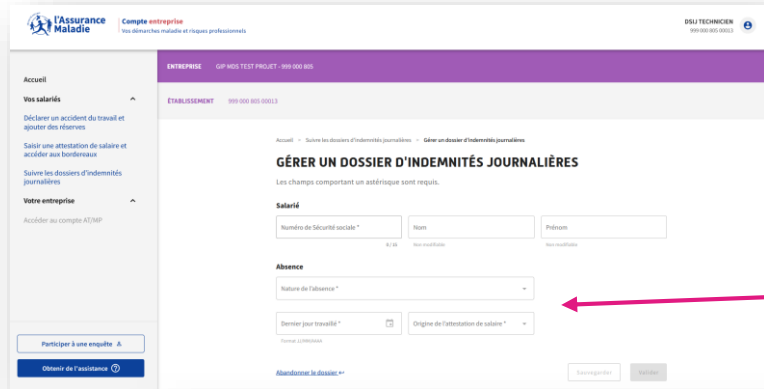 l'Assurance
Maladie
Compte entreprise
Vos démarches maladie et risques professionnels
DSIJ TECHNICIEN
999 000 805 00013
ENTREPRISE GIP MDS TEST PROJET - 999 000 805
ÉTABLISSEMENT 999 000 805 00013
Accueil
Vos salariés
Déclarer un accident du travail et
ajouter des réserves
Saisir une attestation de salaire et
accéder aux bordereaux
Suivre les dossiers d'indemnités
journalières
Votre entreprise
Accéder au compte AT/MP
Participer à une enquête
Obtenir de l'assistance
Accueil > Suivre les dossiers d'indemnités journalières > Gérer un dossier d'indemnités journalières
GÉRER UN DOSSIER D'INDEMNITÉS JOURNALIÈRES
Les champs comportant un astérisque sont requis.
Salarié
Numéro de Sécurité sociale * Nom Prénom
Non modifiable Non modifiable
Absence
Nature de l'absence *
Dernier jour travaillé * Origine de l'attestation de salaire *
Format JJ/MM/AAAA
Abandonner le dossier
Sauvegarder Valider